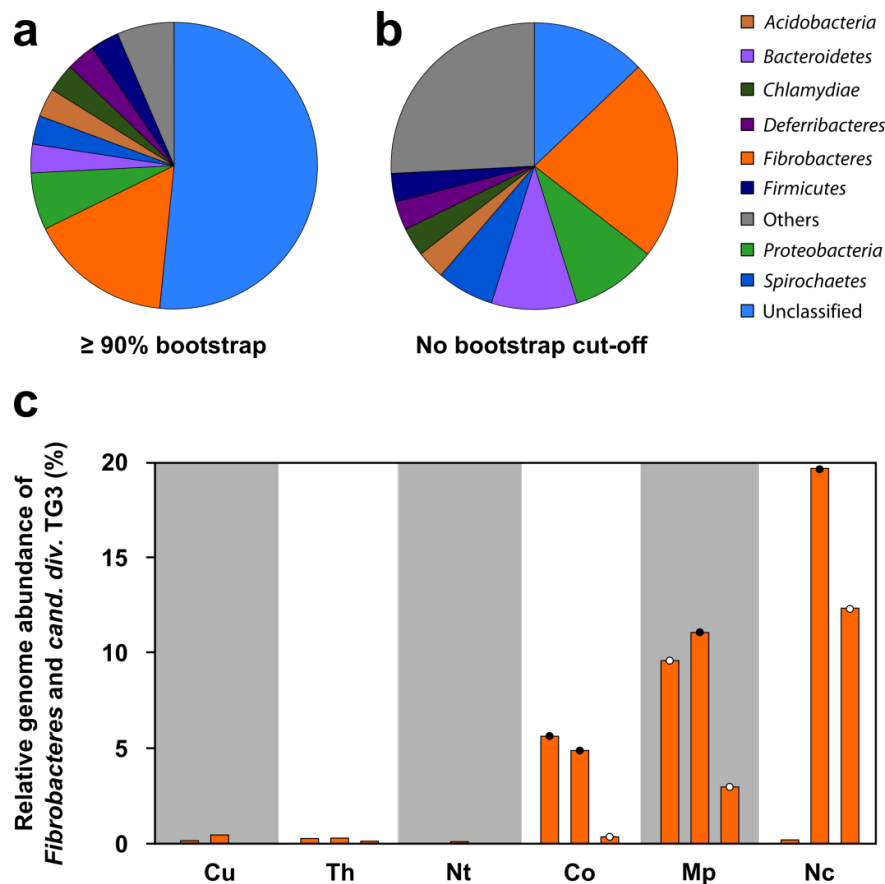 a
b
Acidobacteria
Bacteroidetes
Chlamydiae
Deferribacteres
Fibrobacteres
Firmicutes
Others
Proteobacteria
Spirochaetes
Unclassified
≥ 90% bootstrap
No bootstrap cut-off
c
Relative genome abundance of
Fibrobacteres and cand. div. TG3 (%)
20
15
10
5
0
Cu Th Nt Co Mp Nc